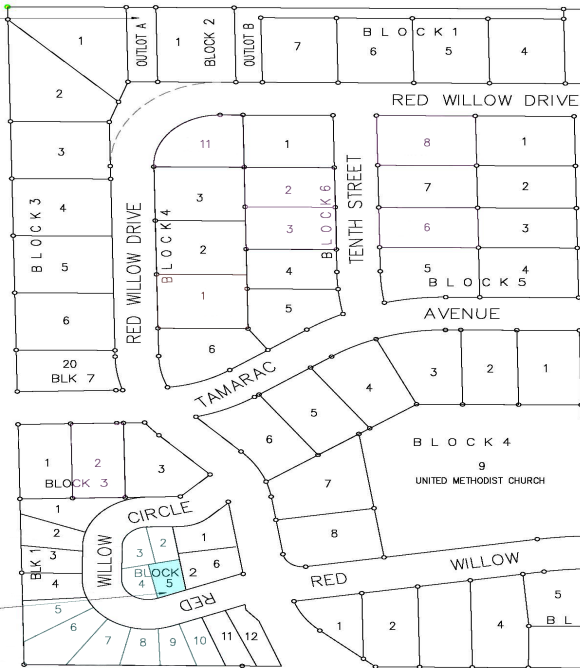 1
OUTLOT A
1
BLOCK 2
OUTLOT B
7
BLOCK 1
6
5
4
2
RED WILLOW DRIVE
3
11
1
8
1
BLOCK 3
4
RED WILLOW DRIVE
BLOCK 4
3
2
BLOCK 6
TENTH STREET
7
2
3
6
3
5
2
4
5
4
BLOCK 5
1
5
AVENUE
6
6
20
BLK 7
TAMARAC
4
3
2
1
5
6
BLOCK 4
9
UNITED METHODIST CHURCH
1
2
3
BLOCK 3
7
8
1
2
3
4
BLK 1
WILLOW
CIRCLE
3
2
1
BLOCK 2
4
5
6
RED
RED
WILLOW
5
6
7
8
9
10
11
12
1
2
4
5
BL